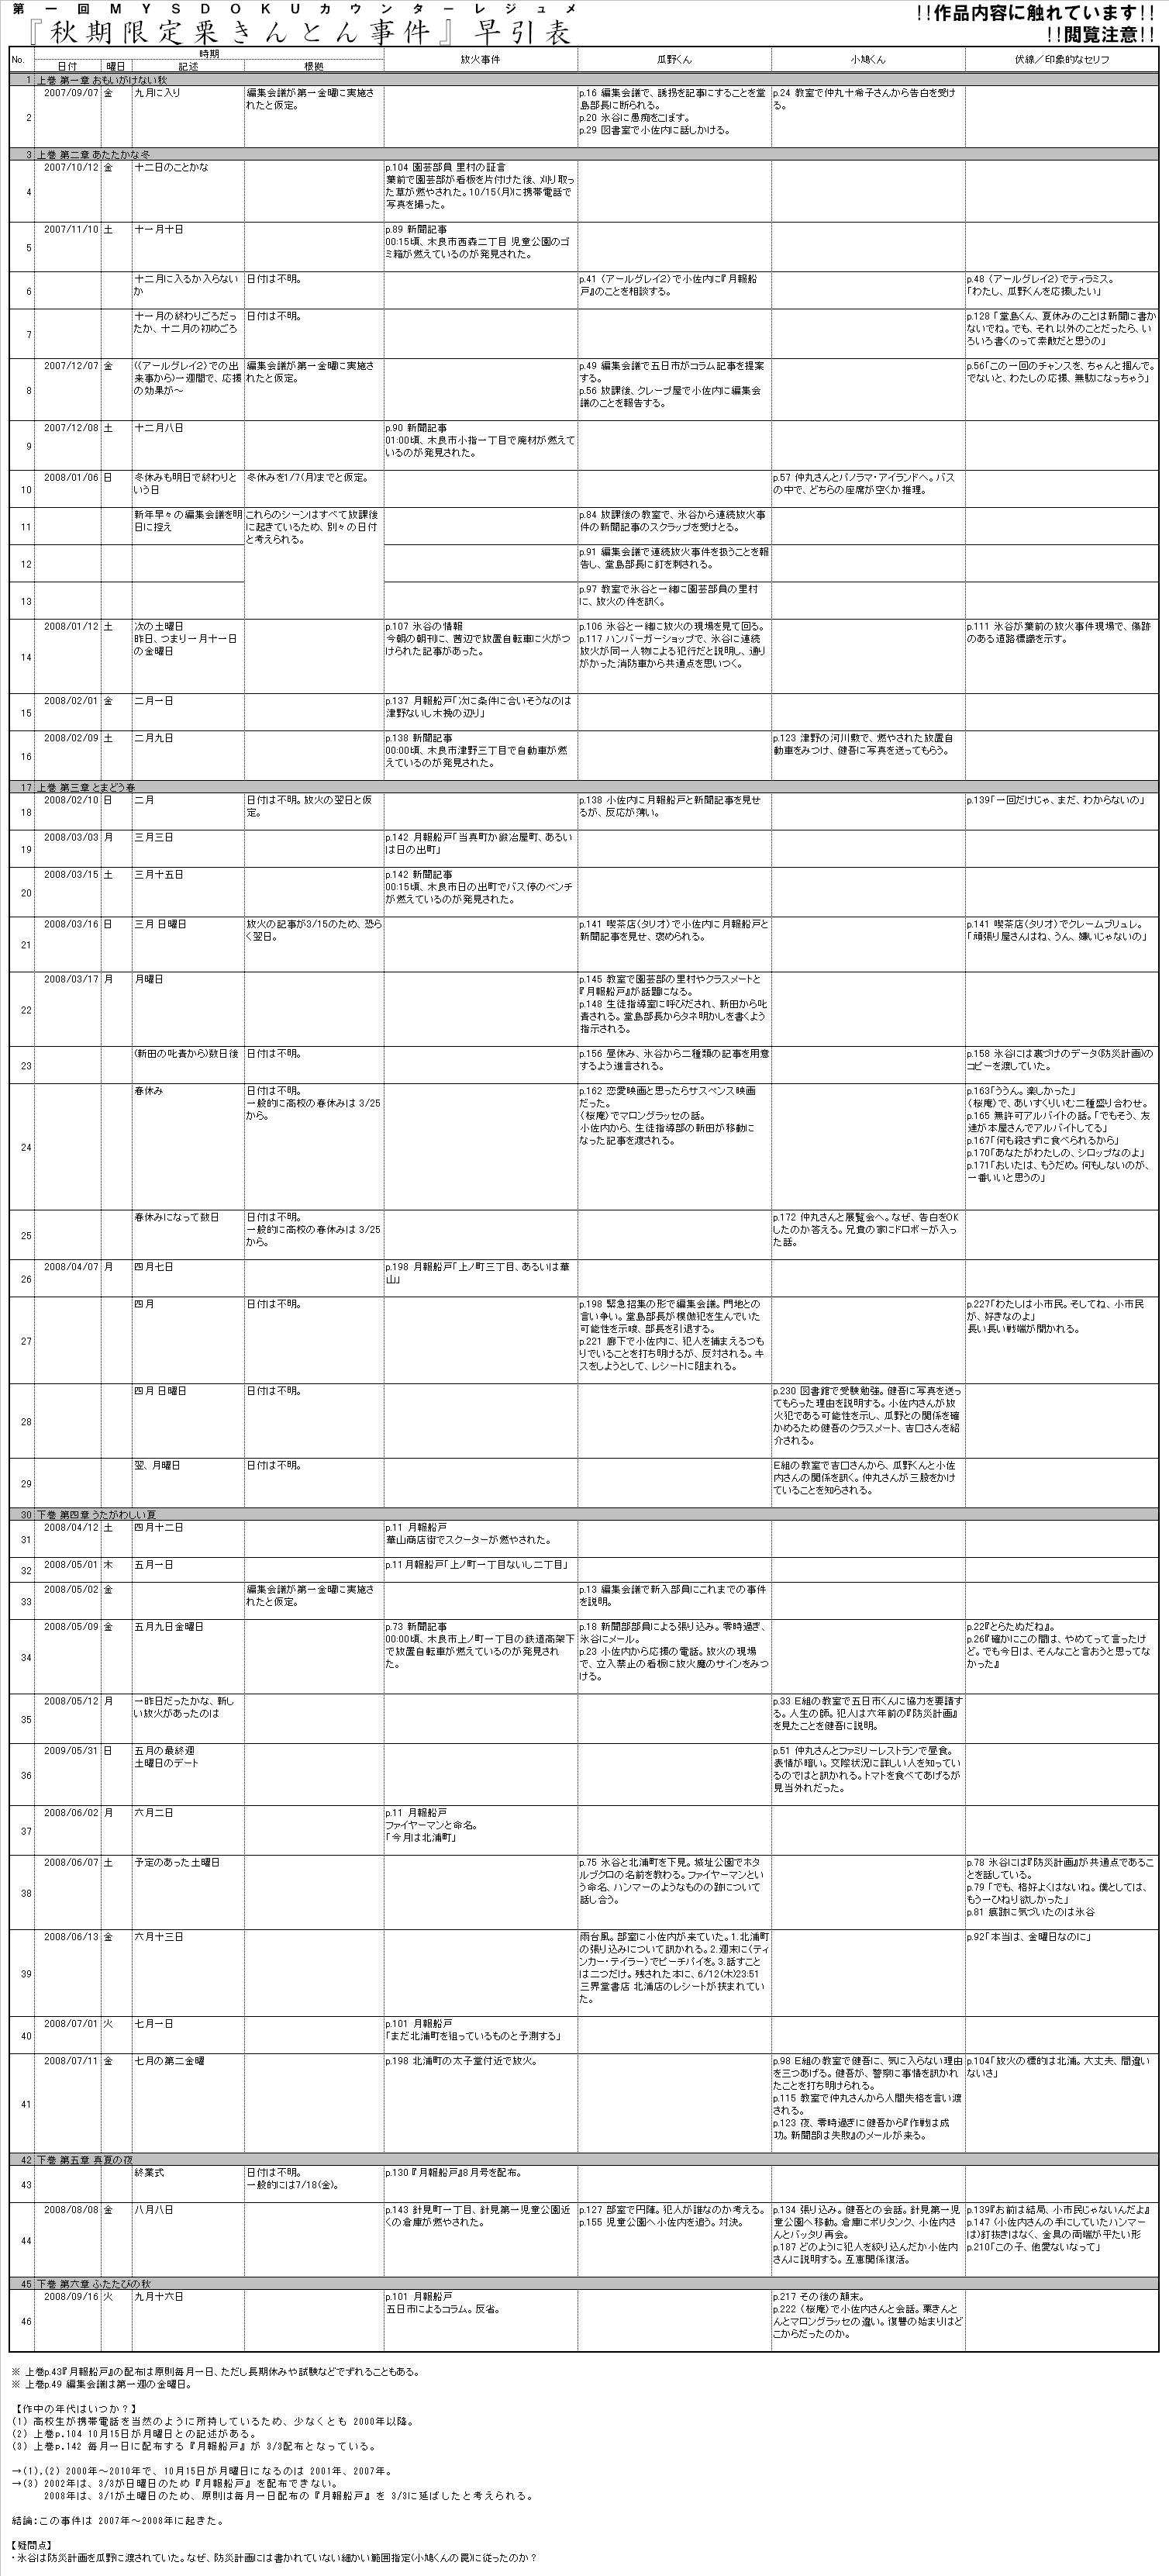 第一回MYSDOKUカウンターレジュメ
『秋期限定栗きんとん事件』早引表
!!作品内容に触れています!!
!!閲覧注意!!
No.
時期
日付
曜日
記述
根拠
放火事件
瓜野くん
小鳩くん
伏線／印象的なセリフ
1 上巻 第一章 おもいがけない秋
2
2007/09/07 金
九月に入り
編集会議が第一金曜に実施さ
れたと仮定。
p.16 編集会議で、誘拐を記事にすることを堂
島部長に断られる。
p.20 氷谷に愚痴をこぼす。
p.29 図書室で小佐内に話しかける。
p.24 教室で仲丸十希子さんから告白を受け
る。
3 上巻 第二章 あたたかな冬
4
2007/10/12 金
十二日のことかな
p.104 園芸部員 里村の証言
葉前で園芸部が看板を片付けた後、刈り取っ
た草が燃やされた。10/15(月)に携帯電話で
写真を撮った。
5
2007/11/10 土
十一月十日
p.89 新聞記事
00:15頃、木良市西森二丁目 児童公園のゴ
ミ箱が燃えているのが発見された。
6
十二月に入るか入らない
か
日付は不明。
p.41 〈アールグレイ2〉で小佐内に『月報船
戸』のことを相談する。
p.48 〈アールグレイ2〉でティラミス。
「わたし、瓜野くんを応援したい」
7
十一月の終わりごろだっ
たか、十二月の初めごろ
日付は不明。
p.128「堂島くん、夏休みのことは新聞に書か
ないでね。でも、それ以外のことだったら、い
ろいろ書くのって素敵だと思うの」
8
2007/12/07 金
(〈アールグレイ2〉での出
来事から)一週間で、応援
の効果が～
編集会議が第一金曜に実施さ
れたと仮定。
p.49 編集会議で五日市がコラム記事を提案
する。
p.56 放課後、クレープ屋で小佐内に編集会
議のことを報告する。
p.56「この一回のチャンスを、ちゃんと掴んで。
でないと、わたしの応援、無駄になっちゃう」
9
2007/12/08 土
十二月八日
p.90 新聞記事
01:00頃、木良市小指一丁目で廃材が燃えて
いるのが発見された。
10
2008/01/06 日
冬休みも明日で終わりと
いう日
冬休みを1/7(月)までと仮定。
p.57 仲丸さんとパノラマ・アイランドへ。バス
の中で、どちらの座席が空くか推理。
11
新年早々の編集会議を明
日に控え
これらのシーンはすべて放課後
に起きているため、別々の日付
と考えられる。
p.84 放課後の教室で、氷谷から連続放火事
件の新聞記事のスクラップを受けとる。
12
p.91 編集会議で連続放火事件を扱うことを報
告し、堂島部長に釘を刺される。
13
p.97 教室で氷谷と一緒に園芸部員の里村
に、放火の件を訊く。
14
2008/01/12 土
次の土曜日
昨日、つまり一月十一日
の金曜日
p.107 氷谷の情報
今朝の朝刊に、茜辺で放置自転車に火がつ
けられた記事があった。
p.106 氷谷と一緒に放火の現場を見て回る。
p.117 ハンバーガーショップで、氷谷に連続
放火が同一人物による犯行だと説明し、通り
がかった消防車から共通点を思いつく。
p.111 氷谷が葉前の放火事件現場で、傷跡
のある道路標識を示す。
15
2008/02/01 金
二月一日
p.137 月報船戸「次に条件に合いそうなのは
津野ないし木挽の辺り」
16
2008/02/09 土
二月九日
p.138 新聞記事
00:00頃、木良市津野三丁目で自動車が燃
えているのが発見された。
p.123 津野の河川敷で、燃やされた放置自
動車をみつけ、健吾に写真を送ってもらう。
17 上巻 第三章 とまどう春
18
2008/02/10 日
二月
日付は不明。放火の翌日と仮
定。
p.138 小佐内に月報船戸と新聞記事を見せ
るが、反応が薄い。
p.139「一回だけじゃ、まだ、わからないの」
19
2008/03/03 月
三月三日
p.142 月報船戸「当真町か鍛冶屋町、あるい
は日の出町」
20
2008/03/15 土
三月十五日
p.142 新聞記事
00:15頃、木良市日の出町でバス停のベンチ
が燃えているのが発見された。
21
2008/03/16 日
三月 日曜日
放火の記事が3/15のため、恐ら
く翌日。
p.141 喫茶店〈タリオ〉で小佐内に月報船戸と
新聞記事を見せ、褒められる。
p.141 喫茶店〈タリオ〉でクレームブリュレ。
「頑張り屋さんはね、うん、嫌いじゃないの」
22
2008/03/17 月
月曜日
p.145 教室で園芸部の里村やクラスメートと
『月報船戸』が話題になる。
p.148 生徒指導室に呼びだされ、新田から叱
責される。堂島部長からタネ明かしを書くよう
指示される。
23
(新田の叱責から)数日後
日付は不明。
p.156 昼休み、氷谷から二種類の記事を用意
するよう進言される。
p.158 氷谷には裏づけのデータ(防災計画)の
コピーを渡していた。
24
春休み
日付は不明。
一般的に高校の春休みは 3/25
から。
p.162 恋愛映画と思ったらサスペンス映画
だった。
〈桜庵〉でマロングラッセの話。
小佐内から、生徒指導部の新田が移動に
なった記事を渡される。
p.163「ううん。楽しかった」
〈桜庵〉で、あいすくりいむ二種盛り合わせ。
p.165 無許可アルバイトの話。「でもそう、友
達が本屋さんでアルバイトしてる」
p.167「何も殺さずに食べられるから」
p.170「あなたがわたしの、シロップなのよ」
p.171「おいたは、もうだめ。何もしないのが、
一番いいと思うの」
25
春休みになって数日
日付は不明。
一般的に高校の春休みは 3/25
から。
p.172 仲丸さんと展覧会へ。なぜ、告白をOK
したのか答える。兄貴の家にドロボーが入っ
た話。
26
2008/04/07 月
四月七日
p.198 月報船戸「上ノ町三丁目、あるいは華
山」
27
四月
日付は不明。
p.198 緊急招集の形で編集会議。門地との
言い争い。堂島部長が模倣犯を生んでいた
可能性を示唆、部長を引退する。
p.221 廊下で小佐内に、犯人を捕まえるつも
りでいることを打ち明けるが、反対される。キ
スをしようとして、レシートに阻まれる。
p.227「わたしは小市民。そしてね、小市民
が、好きなのよ」
長い長い戦端が開かれる。
28
四月 日曜日
日付は不明。
p.230 図書館で受験勉強。健吾に写真を送っ
てもらった理由を説明する。小佐内さんが放
火犯である可能性を示し、瓜野との関係を確
かめるため健吾のクラスメート、吉口さんを紹
介される。
29
翌、月曜日
日付は不明。
E組の教室で吉口さんから、瓜野くんと小佐
内さんの関係を訊く。仲丸さんが三股をかけ
ていることを知らされる。
30 下巻 第四章 うたがわしい夏
31
2008/04/12 土
四月十二日
p.11 月報船戸
華山商店街でスクーターが燃やされた。
32
2008/05/01 木
五月一日
p.11 月報船戸「上ノ町一丁目ないし二丁目」
33
2008/05/02 金
編集会議が第一金曜に実施さ
れたと仮定。
p.13 編集会議で新入部員にこれまでの事件
を説明。
34
2008/05/09 金
五月九日金曜日
p.73 新聞記事
00:00頃、木良市上ノ町一丁目の鉄道高架下
で放置自転車が燃えているのが発見され
た。
p.18 新聞部部員による張り込み。零時過ぎ、
氷谷にメール。
p.23 小佐内から応援の電話。放火の現場
で、立入禁止の看板に放火魔のサインをみつ
ける。
p.22『とらたぬだね』。
p.26『確かにこの間は、やめてって言ったけ
ど。でも今日は、そんなこと言おうと思ってな
かった』
35
2008/05/12 月
一昨日だったかな、新し
い放火があったのは
p.33 E組の教室で五日市くんに協力を要請す
る。人生の師。犯人は六年前の『防災計画』
を見たことを健吾に説明。
36
2009/05/31 日
五月の最終週
土曜日のデート
p.51 仲丸さんとファミリーレストランで昼食。
表情が暗い。交際状況に詳しい人を知ってい
るのではと訊かれる。トマトを食べてあげるが
見当外れだった。
37
2008/06/02 月
六月二日
p.11 月報船戸
ファイヤーマンと命名。
「今月は北浦町」
38
2008/06/07 土
予定のあった土曜日
p.75 氷谷と北浦町を下見。城址公園でホタ
ルブクロの名前を教わる。ファイヤーマンとい
う命名、ハンマーのようなものの跡について
話し合う。
p.78 氷谷には『防災計画』が共通点であるこ
とを話している。
p.79「でも、格好よくはないね。僕としては、
もう一ひねり欲しかった」
p.81 痕跡に気づいたのは氷谷
39
2008/06/13 金
六月十三日
雨台風。部室に小佐内が来ていた。1.北浦町
の張り込みについて訊かれる。2.週末に〈ティ
ンカー・テイラー〉でピーチパイを。3.話すこと
は二つだけ。残された本に、6/12(木)23:51
三界堂書店 北浦店のレシートが挟まれてい
た。
p.92「本当は、金曜日なのに」
40
2008/07/01 火
七月一日
p.101 月報船戸
「まだ北浦町を狙っているものと予測する」
41
2008/07/11 金
七月の第二金曜
p.198 北浦町の太子堂付近で放火。
p.98 E組の教室で健吾に、気に入らない理由
を三つあげる。健吾が、警察に事情を訊かれ
たことを打ち明けられる。
p.115 教室で仲丸さんから人間失格を言い渡
される。
p.123 夜、零時過ぎに健吾から『作戦は成
功。新聞部は失敗』のメールが来る。
p.104「放火の標的は北浦。大丈夫、間違い
ないさ」
42 下巻 第五章 真夏の夜
43
終業式
日付は不明。
一般的には7/18(金)。
p.130『月報船戸』8月号を配布。
44
2008/08/08 金
八月八日
p.143 針見町一丁目、針見第一児童公園近
くの倉庫が燃やされた。
p.127 部室で円陣。犯人が誰なのか考える。
p.155 児童公園へ小佐内を追う。対決。
p.134 張り込み。健吾との会話。針見第一児
童公園へ移動。倉庫にポリタンク、小佐内さ
んとバッタリ再会。
p.187 どのように犯人を絞り込んだか小佐内
さんに説明する。互恵関係復活。
p.139『お前は結局、小市民じゃないんだよ』
p.147 (小佐内さんの手にしていたハンマー
は)釘抜きはなく、金具の両端が平たい形
p.210「この子、他愛ないなって」
45 下巻 第六章 ふたたびの秋
46
2008/09/16 火
九月十六日
p.101 月報船戸
五日市によるコラム。反省。
p.217 その後の顛末。
p.222 〈桜庵〉で小佐内さんと会話。栗きんと
んとマロングラッセの違い。復讐の始まりはど
こからだったのか。
※ 上巻p.43『月報船戸』の配布は原則毎月一日、ただし長期休みや試験などでずれることもある。
※ 上巻p.49 編集会議は第一週の金曜日。
【作中の年代はいつか？】
(1) 高校生が携帯電話を当然のように所持しているため、少なくとも 2000年以降。
(2) 上巻p.104 10月15日が月曜日との記述がある。
(3) 上巻p.142 毎月一日に配布する『月報船戸』が 3/3配布となっている。
→(1),(2) 2000年～2010年で、10月15日が月曜日になるのは 2001年、2007年。
→(3) 2002年は、3/3が日曜日のため『月報船戸』を配布できない。
2008年は、3/1が土曜日のため、原則は毎月一日配布の『月報船戸』を 3/3に延ばしたと考えられる。
結論:この事件は 2007年～2008年に起きた。
【疑問点】
・氷谷は防災計画を瓜野に渡されていた。なぜ、防災計画には書かれていない細かい範囲指定(小鳩くんの罠)に従ったのか？